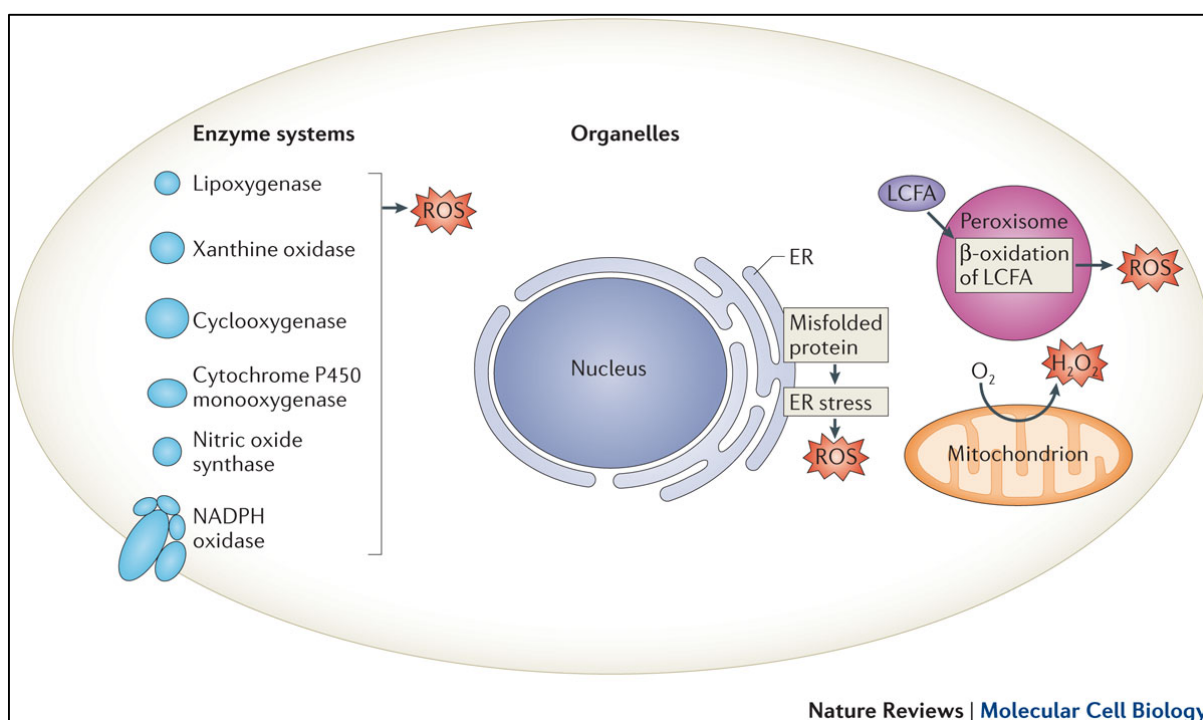 Enzyme systems
Lipoxygenase
Xanthine oxidase
Cyclooxygenase
Cytochrome P450
monooxygenase
Nitric oxide
synthase
NADPH
oxidase
ROS
Organelles
Nucleus
ER
Misfolded
protein
ER stress
ROS
LCFA
Peroxisome
β-oxidation
of LCFA
ROS
O₂
H₂O₂
Mitochondrion
Nature Reviews | Molecular Cell Biology